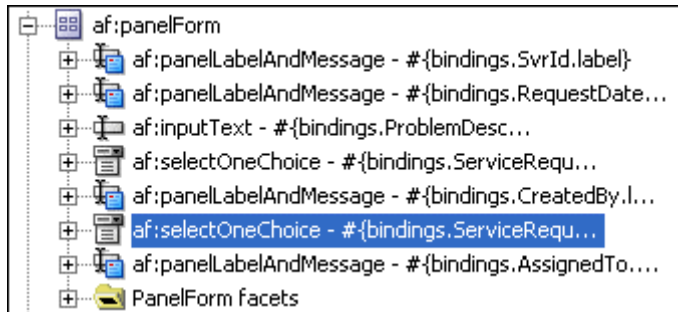 af:panelForm
af:panelLabelAndMessage - #{bindings.SvrId.label}
af:panelLabelAndMessage - #{bindings.RequestDate...
af:inputText - #{bindings.ProblemDesc...
af:selectOneChoice - #{bindings.ServiceRequ...
af:panelLabelAndMessage - #{bindings.CreatedBy.l...
af:selectOneChoice - #{bindings.ServiceRequ...
af:panelLabelAndMessage - #{bindings.AssignedTo....
PanelForm facets